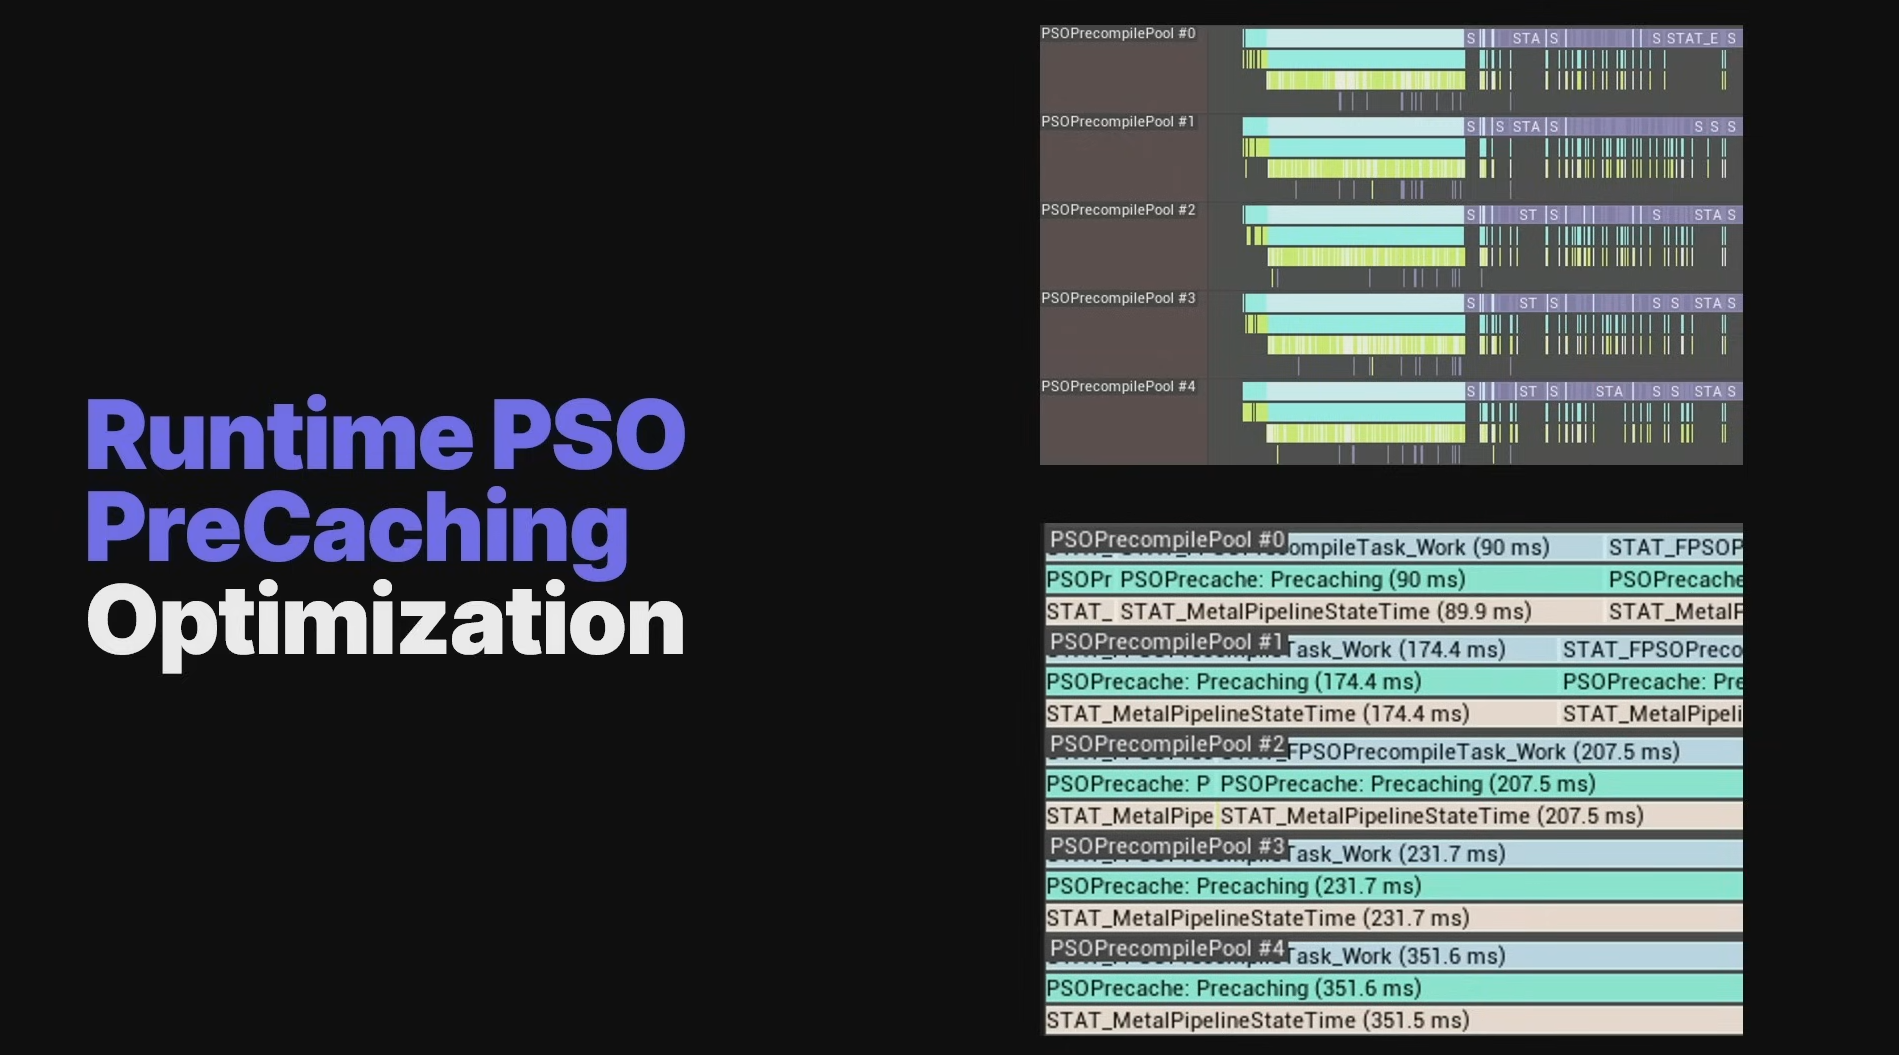 Runtime PSO
PreCaching
Optimization
PSOPrecompilePool #0
S STA S S STAT_E S
PSOPrecompilePool #1
S S STA S S S S
PSOPrecompilePool #2
S ST S S STA S
PSOPrecompilePool #3
S ST S S S STA S
PSOPrecompilePool #4
S ST S STA S S STA S
PSOPrecompilePool #0 ompileTask_Work (90 ms) STAT_FPSOP
PSOPr PSOPrecache: Precaching (90 ms) PSOPrecache
STAT_ STAT_MetalPipelineStateTime (89.9 ms) STAT_MetalF
PSOPrecompilePool #1 Task_Work (174.4 ms) STAT_FPSOPreco
PSOPrecache: Precaching (174.4 ms) PSOPrecache: Pre
STAT_MetalPipelineStateTime (174.4 ms) STAT_MetalPipeli
PSOPrecompilePool #2 FPSOPrecompileTask_Work (207.5 ms)
PSOPrecache: P PSOPrecache: Precaching (207.5 ms)
STAT_MetalPipe STAT_MetalPipelineStateTime (207.5 ms)
PSOPrecompilePool #3 Task_Work (231.7 ms)
PSOPrecache: Precaching (231.7 ms)
STAT_MetalPipelineStateTime (231.7 ms)
PSOPrecompilePool #4 Task_Work (351.6 ms)
PSOPrecache: Precaching (351.6 ms)
STAT_MetalPipelineStateTime (351.5 ms)